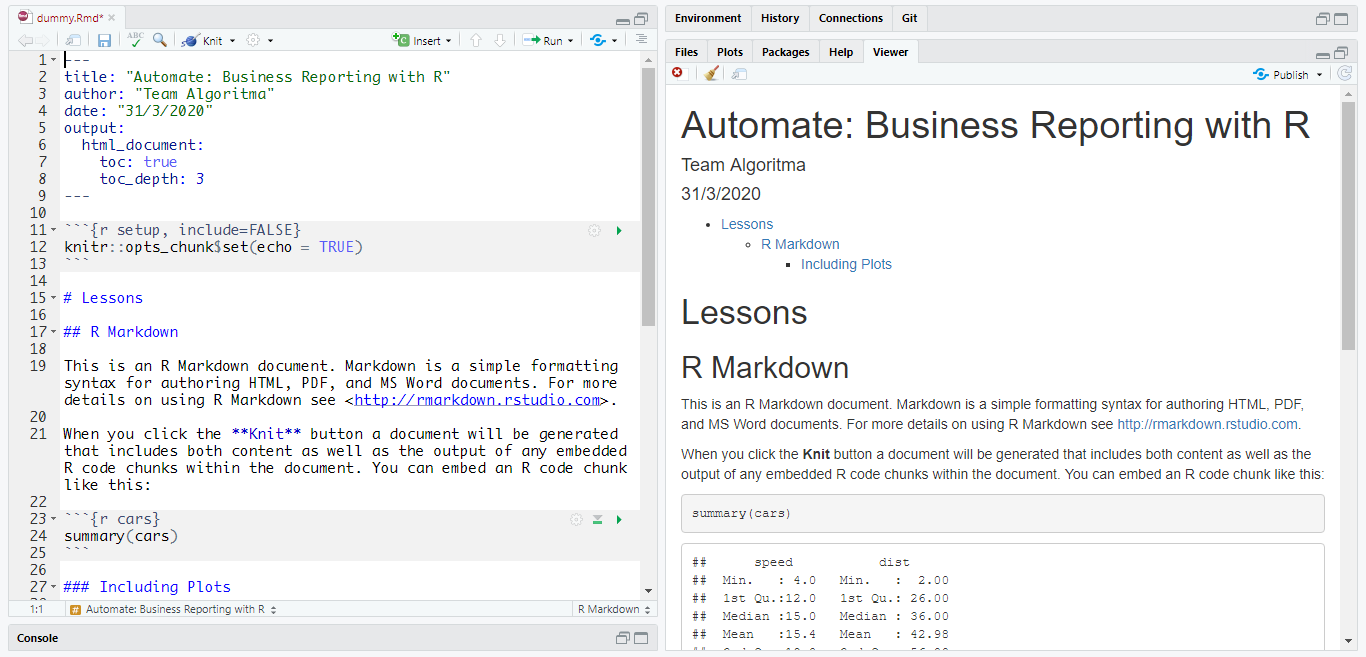 dummy.Rmd*
ABC
Knit
Insert
Run
1 ---
2 title: "Automate: Business Reporting with R"
3 author: "Team Algoritma"
4 date: "31/3/2020"
5 output:
6 html_document:
7 toc: true
8 toc_depth: 3
9 ---
10
11 ```{r setup, include=FALSE}
12 knitr::opts_chunk$set(echo = TRUE)
13 ```
14
15 # Lessons
16
17 ## R Markdown
18
19 This is an R Markdown document. Markdown is a simple formatting
syntax for authoring HTML, PDF, and MS Word documents. For more
details on using R Markdown see <http://rmarkdown.rstudio.com>.
20
21 When you click the **Knit** button a document will be generated
that includes both content as well as the output of any embedded
R code chunks within the document. You can embed an R code chunk
like this:
22
23 ```{r cars}
24 summary(cars)
25 ```
26
27 ### Including Plots
1:1 # Automate: Business Reporting with R R Markdown
Console
Environment History Connections Git
Files Plots Packages Help Viewer
Publish
Automate: Business Reporting with R
Team Algoritma
31/3/2020
Lessons
R Markdown
Including Plots
Lessons
R Markdown
This is an R Markdown document. Markdown is a simple formatting syntax for authoring HTML, PDF,
and MS Word documents. For more details on using R Markdown see http://rmarkdown.rstudio.com.
When you click the Knit button a document will be generated that includes both content as well as the
output of any embedded R code chunks within the document. You can embed an R code chunk like this:
summary(cars)
## speed dist
## Min. : 4.0 Min. : 2.00
## 1st Qu.:12.0 1st Qu.: 26.00
## Median :15.0 Median : 36.00
## Mean :15.4 Mean : 42.98